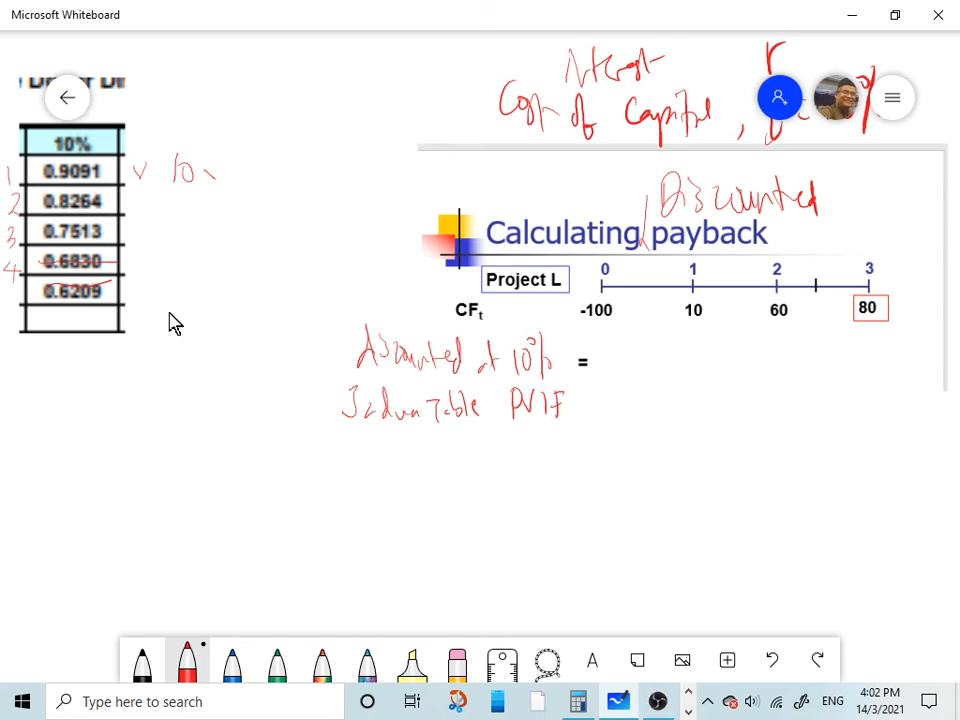 Microsoft Whiteboard
10%
1 0.9091
2 0.8264
3 0.7513
4 0.6830
0.6209
Interest r
Cost of Capital,
Discounted
Calculating payback
Project L 0 1 2 3
CFt -100 10 60 80
Discounted at 10% =
Table PVIF
Type here to search
ENG
4:02 PM
14/3/2021